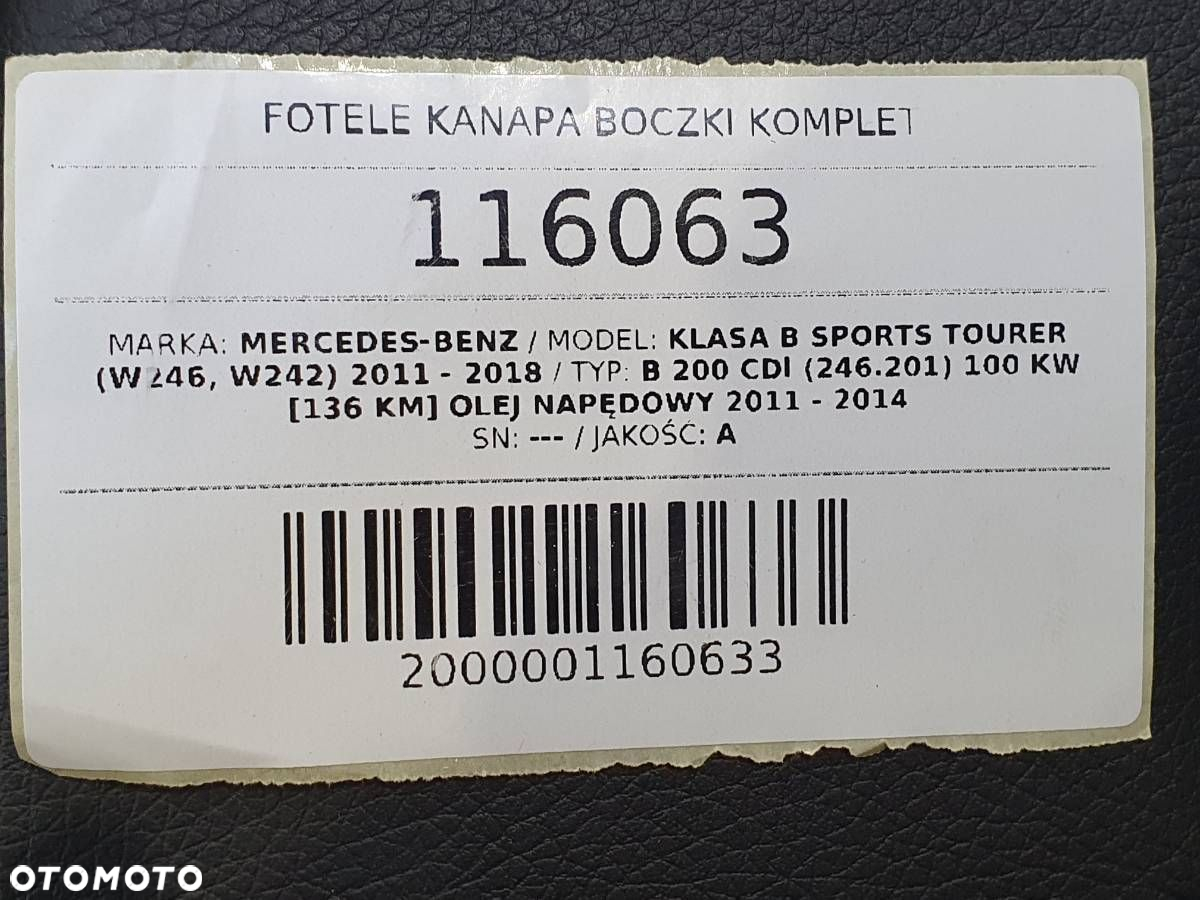 FOTELE KANAPA BOCZKI KOMPLET
116063
MARKA: MERCEDES-BENZ / MODEL: KLASA B SPORTS TOURER
(W246, W242) 2011 - 2018 / TYP: B 200 CDI (246.201) 100 KW
[136 KM] OLEJ NAPĘDOWY 2011 - 2014
SN: --- / JAKOŚĆ: A
2000001160633
OTOMOTO